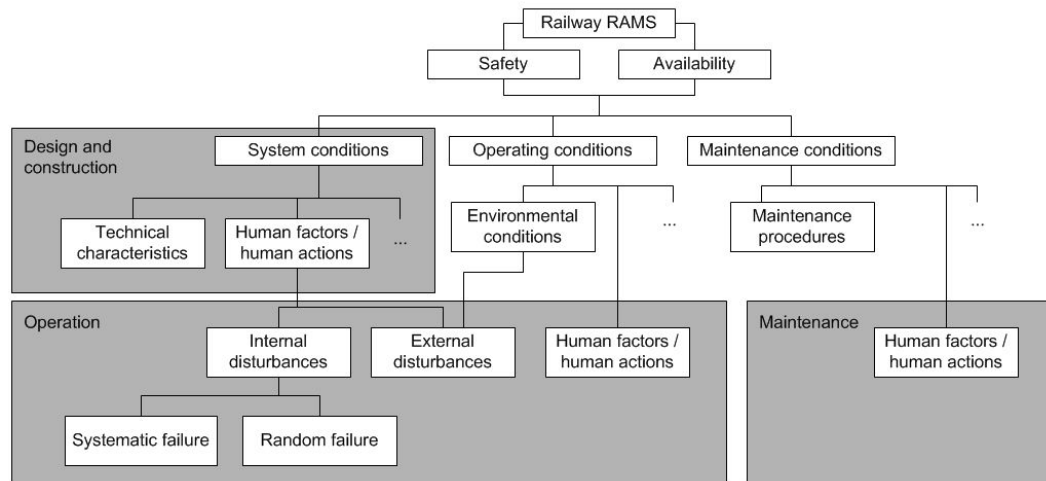 Railway RAMS
Safety
Availability
Design and
construction
System conditions
Operating conditions
Maintenance conditions
Technical
characteristics
Human factors /
human actions
...
Environmental
conditions
...
Maintenance
procedures
...
Operation
Internal
disturbances
External
disturbances
Human factors /
human actions
Maintenance
Human factors /
human actions
Systematic failure
Random failure